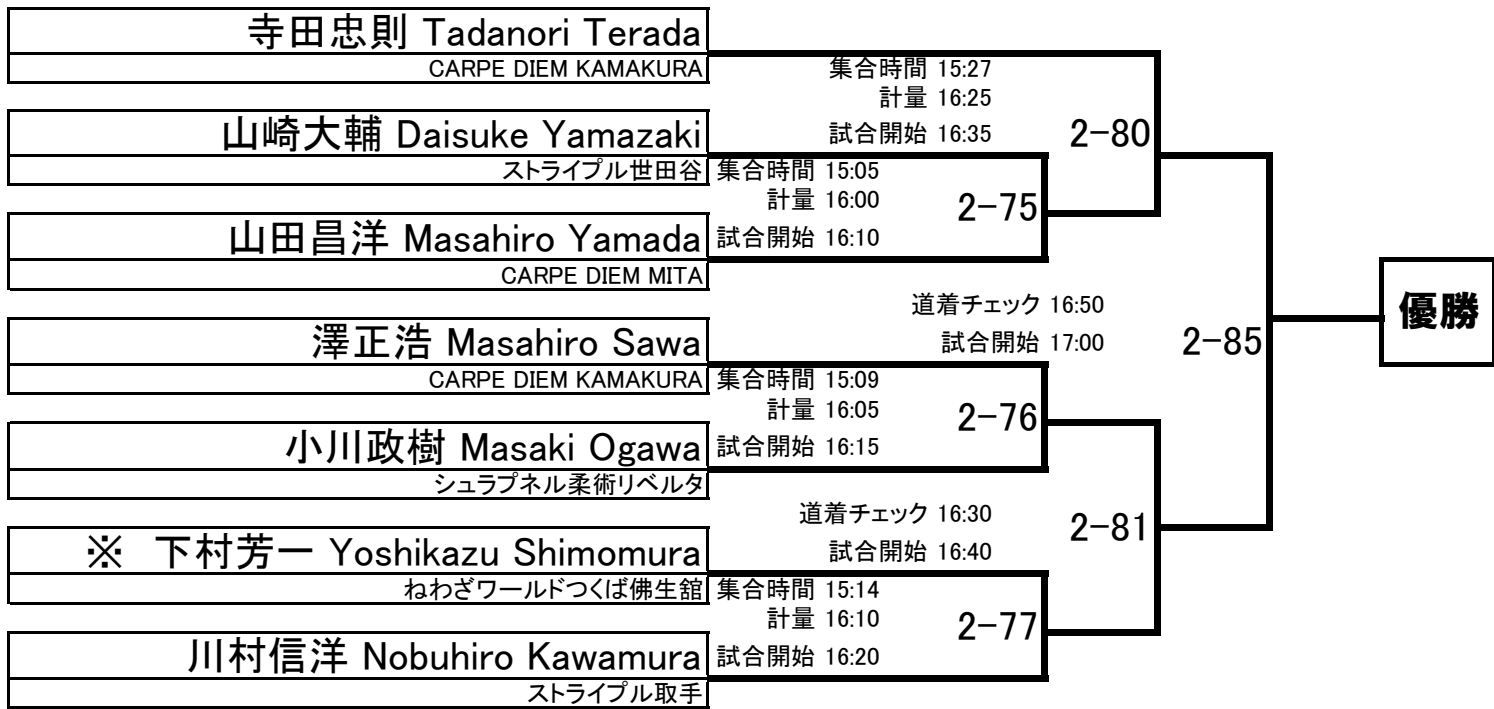 寺田忠則 Tadanori Terada
CARPE DIEM KAMAKURA
集合時間 15:27
計量 16:25
試合開始 16:35
2-80
山崎大輔 Daisuke Yamazaki
ストライプル世田谷
集合時間 15:05
計量 16:00
試合開始 16:10
2-75
山田昌洋 Masahiro Yamada
CARPE DIEM MITA
道着チェック 16:50
試合開始 17:00
2-85
優勝
澤正浩 Masahiro Sawa
CARPE DIEM KAMAKURA
集合時間 15:09
計量 16:05
試合開始 16:15
2-76
小川政樹 Masaki Ogawa
シュラプネル柔術リベルタ
道着チェック 16:30
試合開始 16:40
2-81
※ 下村芳一 Yoshikazu Shimomura
ねわざワールドつくば佛生舘
集合時間 15:14
計量 16:10
試合開始 16:20
2-77
川村信洋 Nobuhiro Kawamura
ストライプル取手